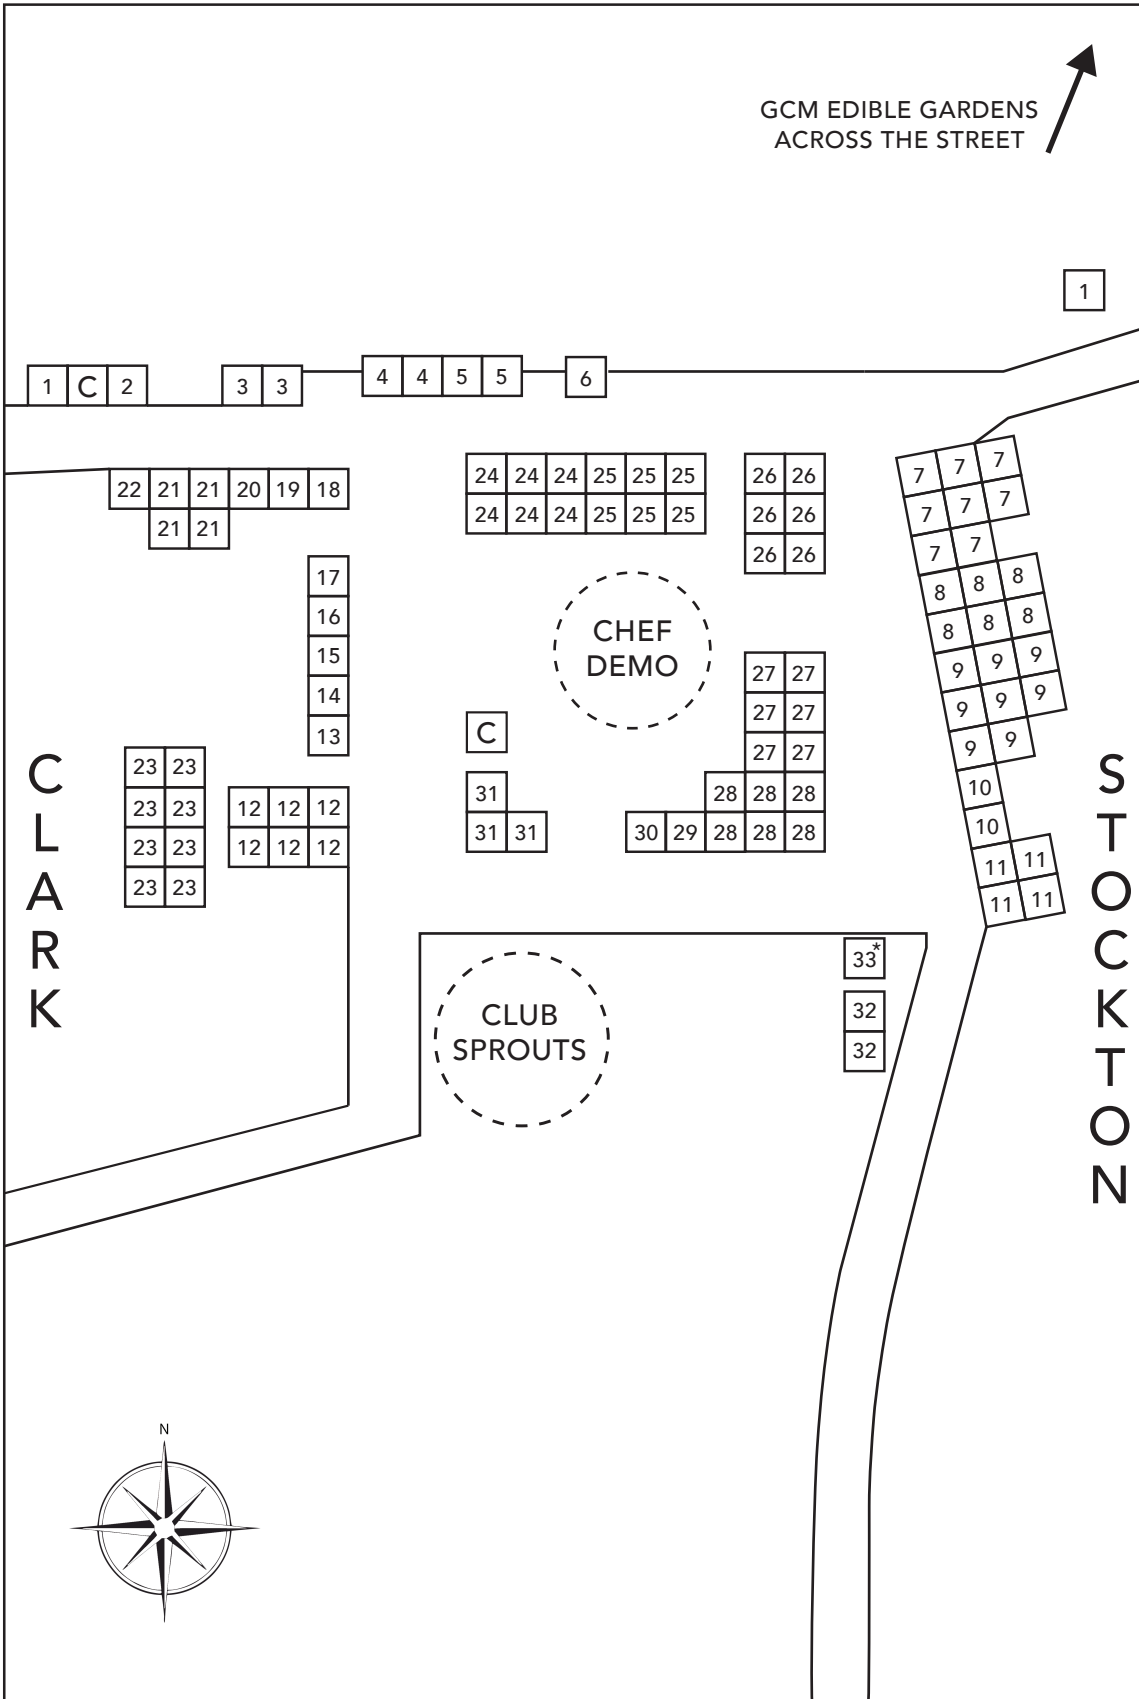 GCM EDIBLE GARDENS
ACROSS THE STREET
1
1 C 2 3 3 4 4 5 5 6
22 21 21 20 19 18
21 21
24 24 24 25 25 25
24 24 24 25 25 25
26 26
26 26
26 26
7 7 7
7 7 7
7 7
8 8 8
8 8 8
9 9 9
9 9 9
9 9
10
10
11 11
11 11
17
16
15
14
13
CHEF
DEMO
27 27
27 27
27 27
28 28 28
30 29 28 28 28
C
31
31 31
23 23
23 23
23 23
23 23
12 12 12
12 12 12
CLARK
STOCKTON
CLUB
SPROUTS
33*
32
32
N